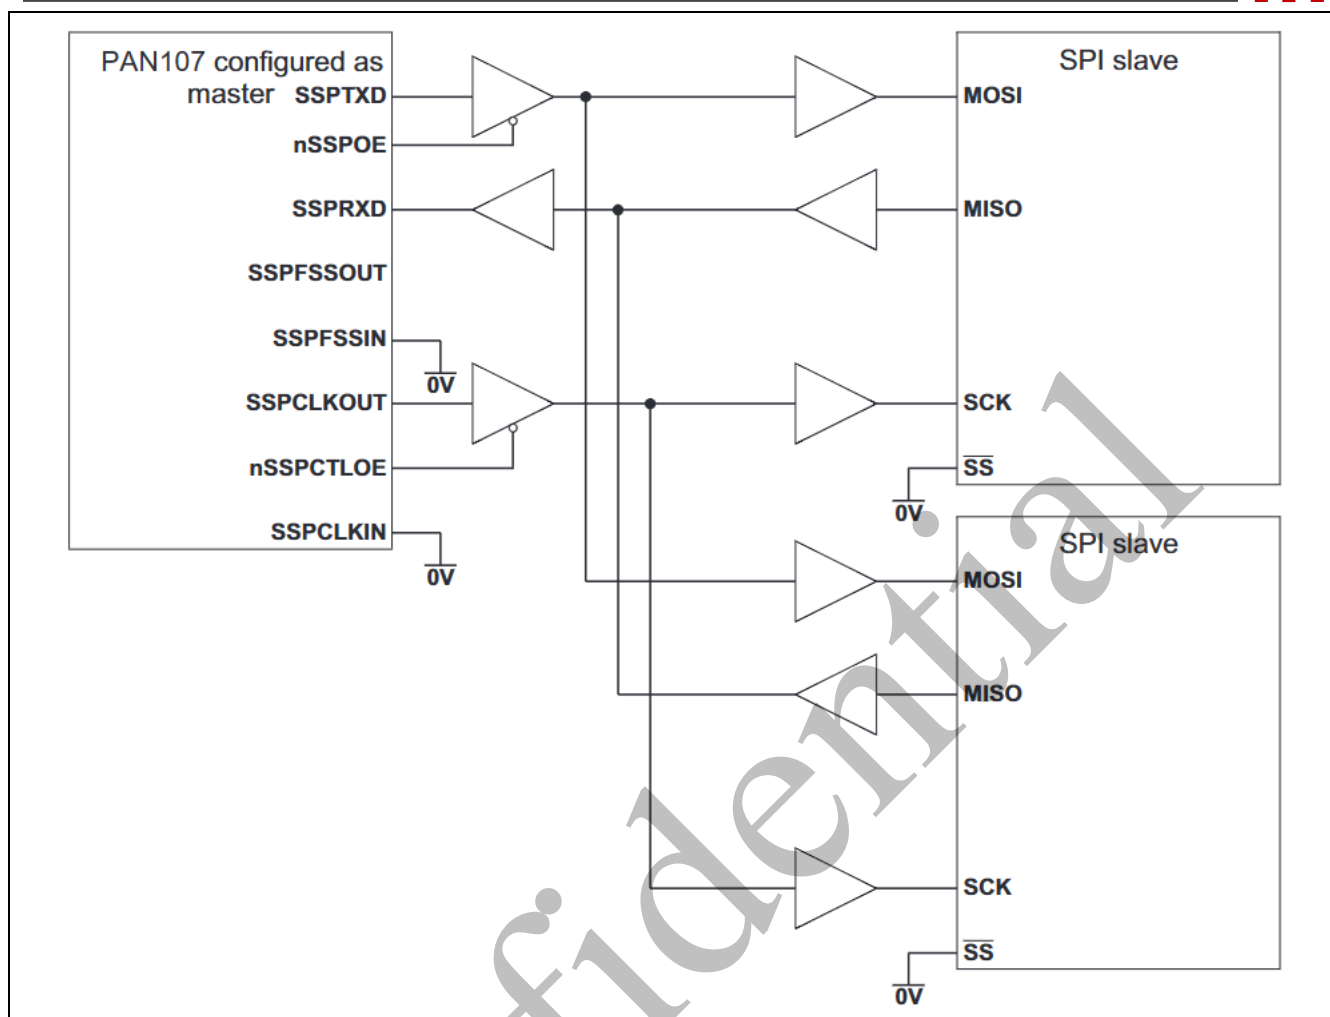 PAN107 configured as
master SSPTXD
nSSPOE
SSPRXD
SSPFSSOUT
SSPFSSIN
0V
SSPCLKOUT
nSSPCTLOE
SSPCLKIN
0V
SPI slave
MOSI
MISO
SCK
SS
0V
SPI slave
MOSI
MISO
SCK
SS
0V
fidential